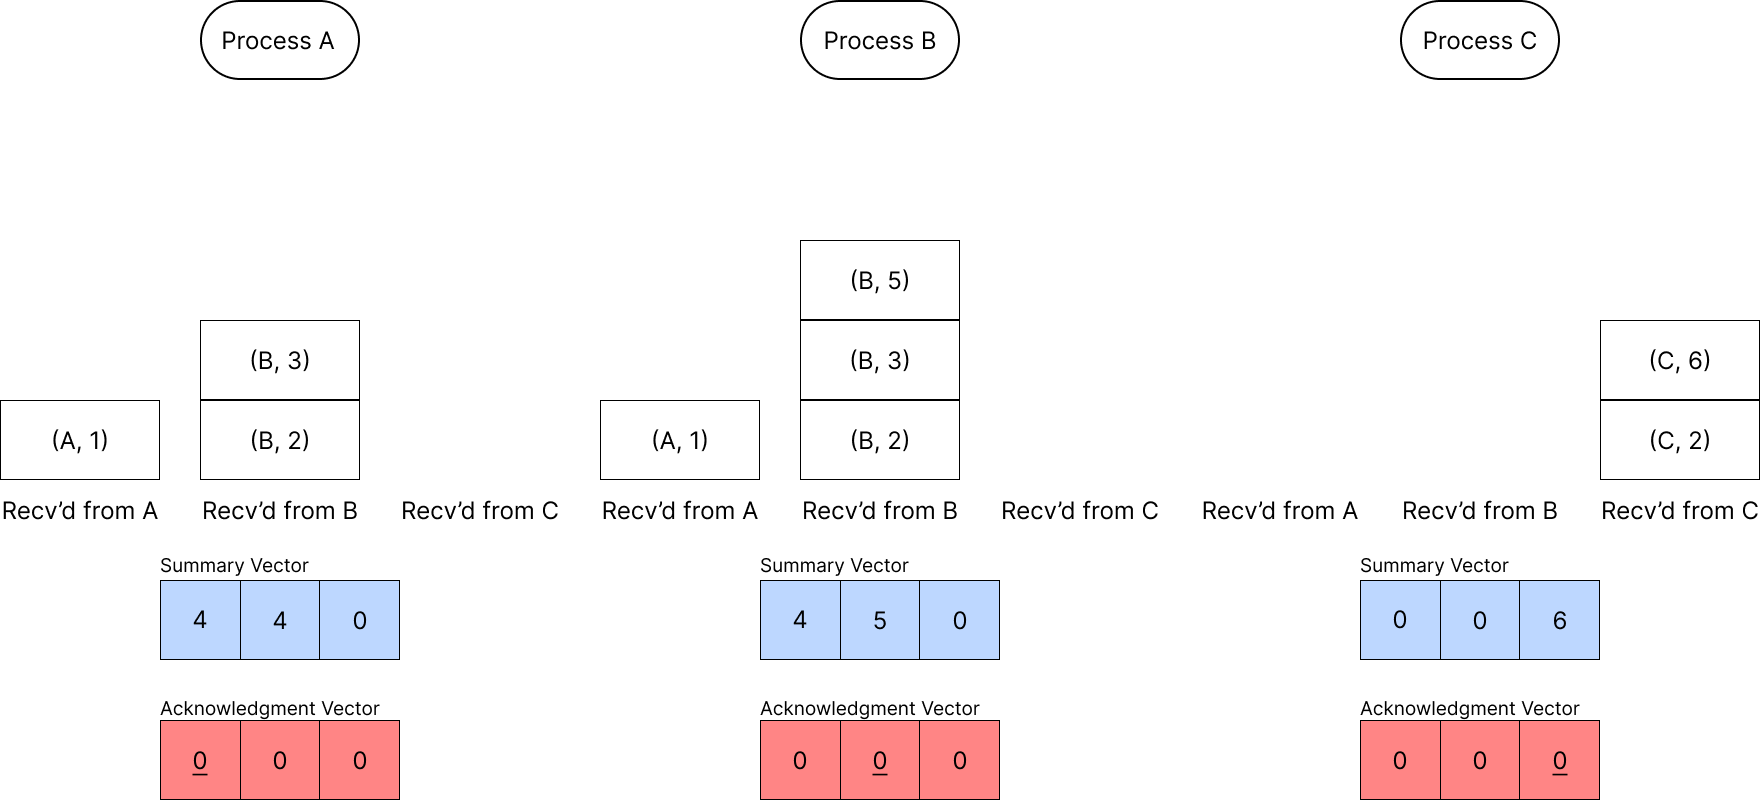 Process A
Process B
Process C
(B, 5)
(B, 3)
(B, 3)
(C, 6)
(A, 1)
(B, 2)
(A, 1)
(B, 2)
(C, 2)
Recv’d from A
Recv’d from B
Recv’d from C
Recv’d from A
Recv’d from B
Recv’d from C
Recv’d from A
Recv’d from B
Recv’d from C
Summary Vector
4 4 0
Summary Vector
4 5 0
Summary Vector
0 0 6
Acknowledgment Vector
0 0 0
Acknowledgment Vector
0 0 0
Acknowledgment Vector
0 0 0